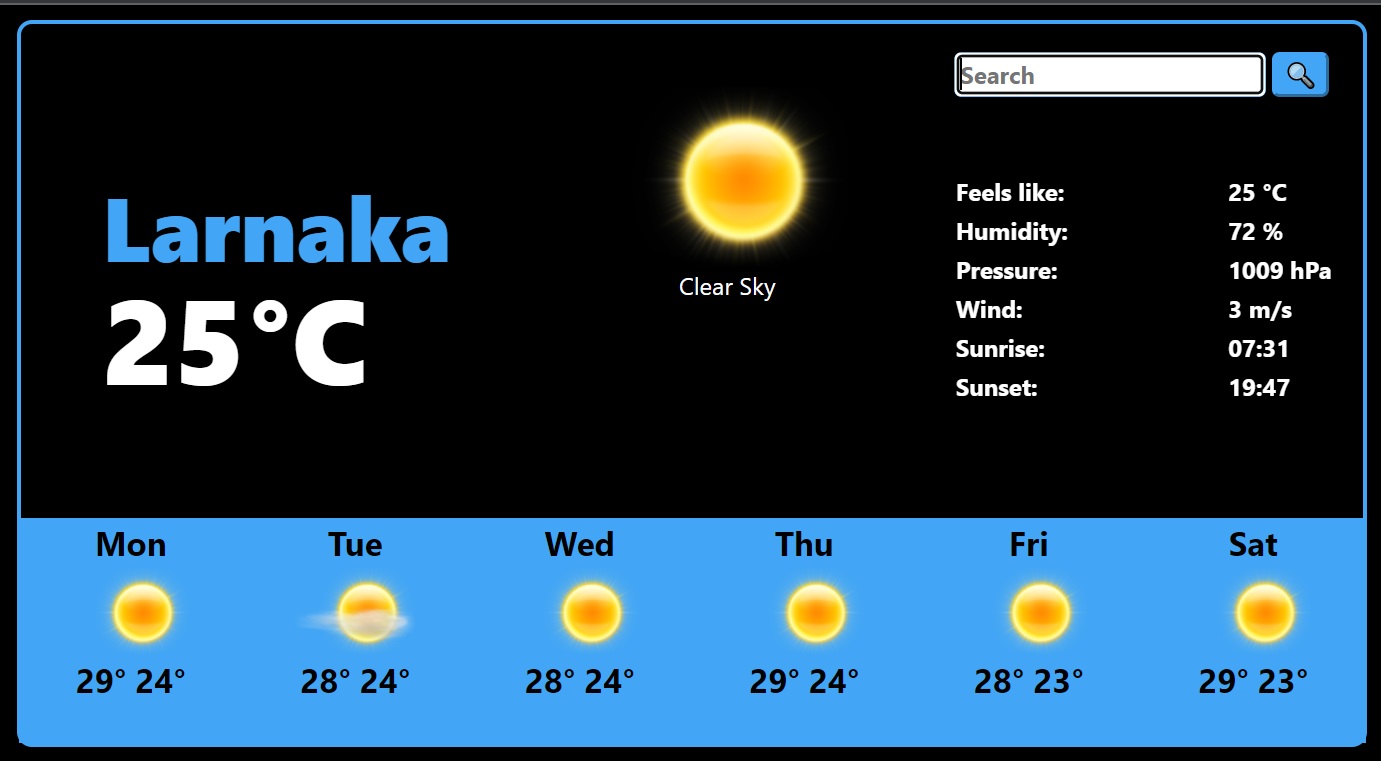 Search
Larnaka
25°C
Clear Sky
Feels like: 25 °C
Humidity: 72 %
Pressure: 1009 hPa
Wind: 3 m/s
Sunrise: 07:31
Sunset: 19:47
Mon Tue Wed Thu Fri Sat
29° 24° 28° 24° 28° 24° 29° 24° 28° 23° 29° 23°